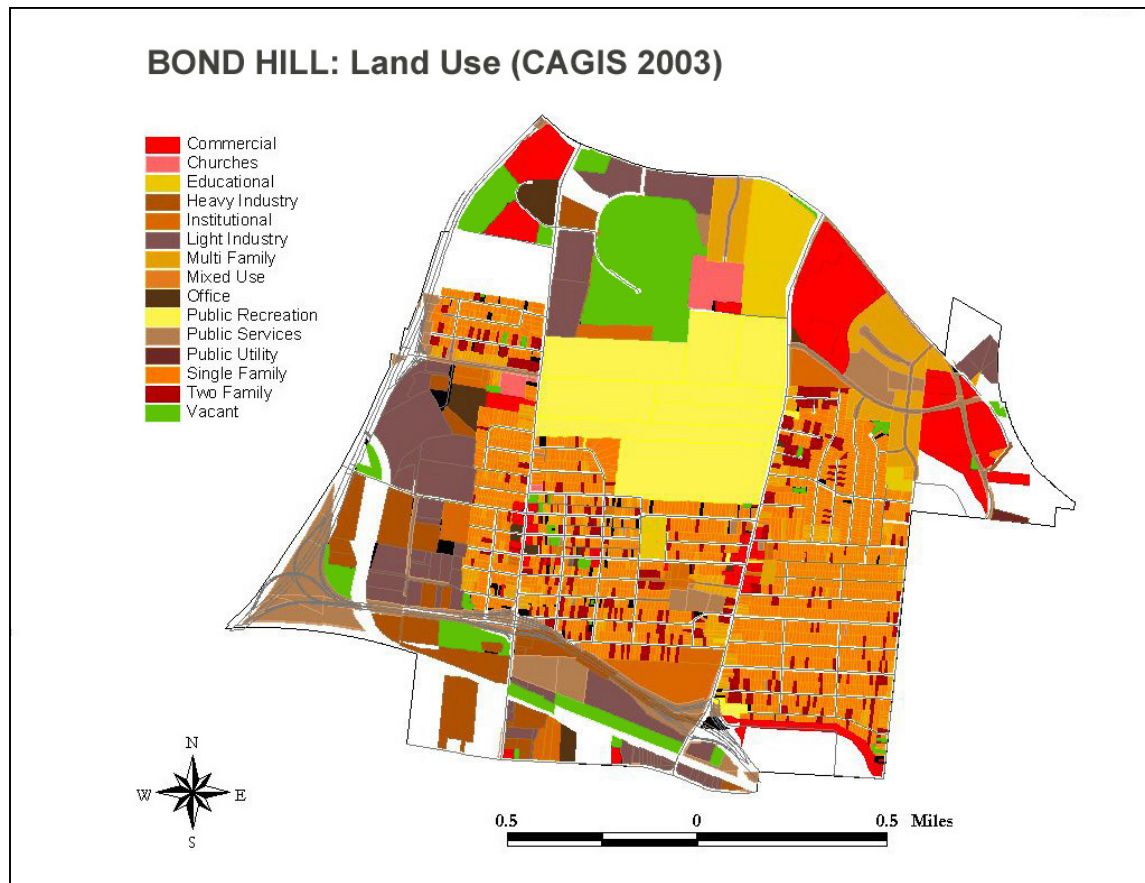 BOND HILL: Land Use (CAGIS 2003)
Commercial
Churches
Educational
Heavy Industry
Institutional
Light Industry
Multi Family
Mixed Use
Office
Public Recreation
Public Services
Public Utility
Single Family
Two Family
Vacant
N
W E
S
0.5 0 0.5 Miles